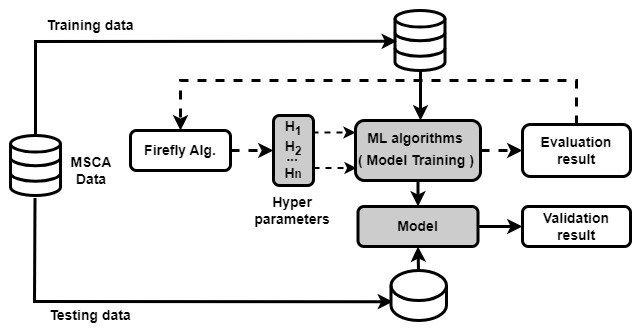 Training data
MSCA
Data
Firefly Alg.
H1
H2
...
Hn
Hyper
parameters
ML algorithms
( Model Training )
Evaluation
result
Model
Validation
result
Testing data